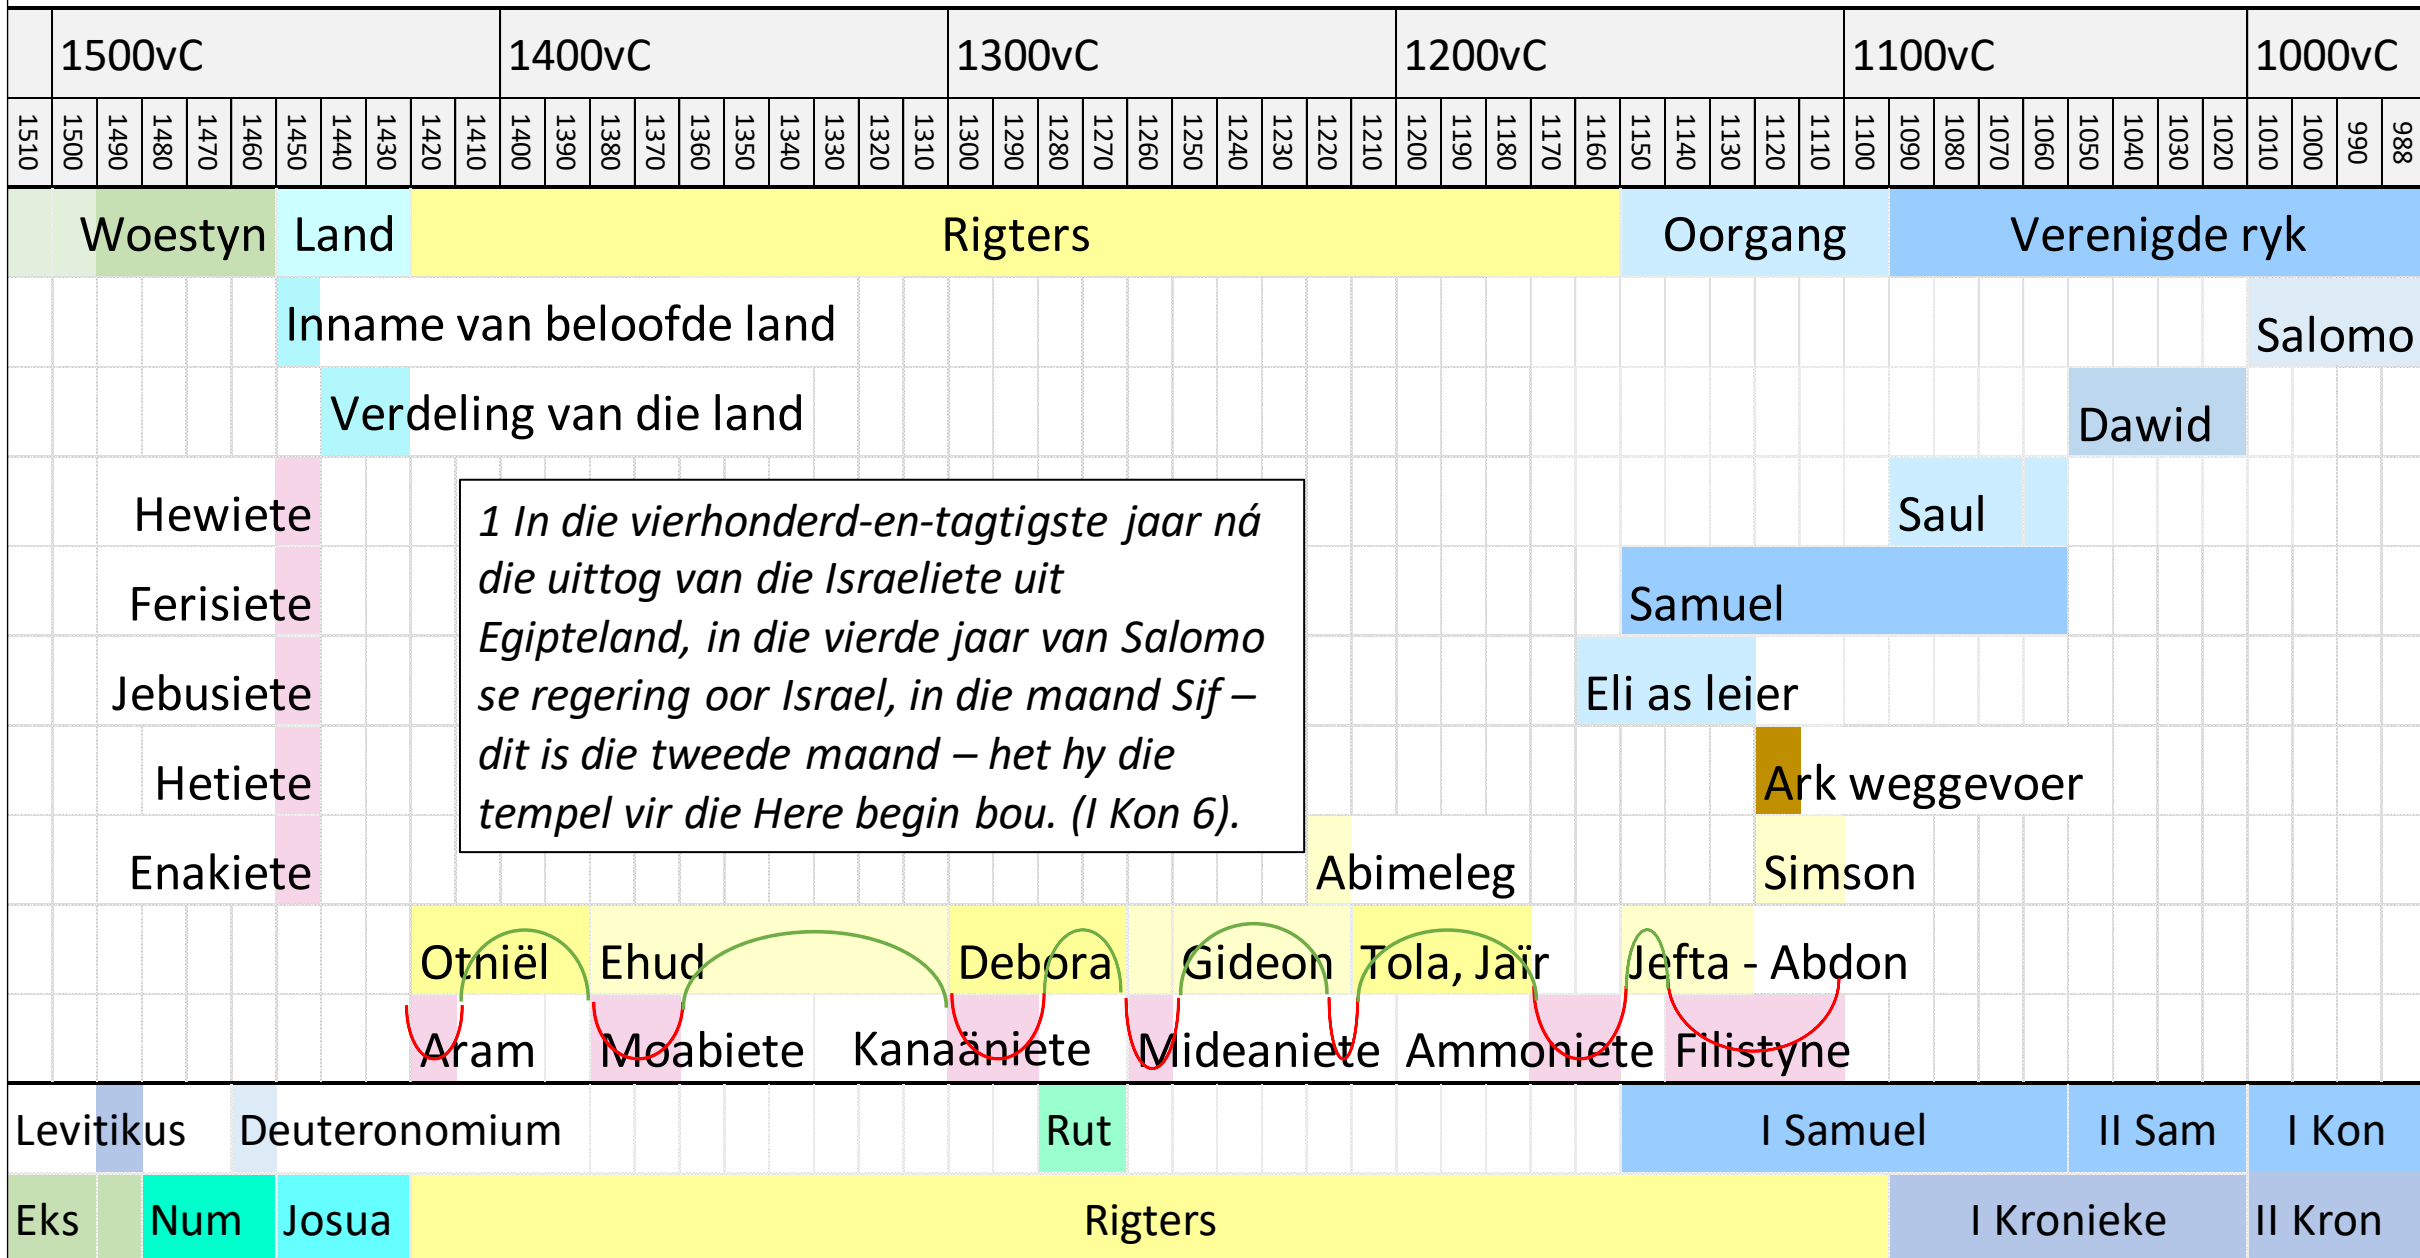 1500vC 1400vC 1300vC 1200vC 1100vC 1000vC
1510 1500 1490 1480 1470 1460 1450 1440 1430 1420 1410 1400 1390 1380 1370 1360 1350 1340 1330 1320 1310 1300 1290 1280 1270 1260 1250 1240 1230 1220 1210 1200 1190 1180 1170 1160 1150 1140 1130 1120 1110 1100 1090 1080 1070 1060 1050 1040 1030 1020 1010 1000 990 988
Woestyn Land Rigters Oorgang Verenigde ryk
Inname van beloofde land Salomo
Verdeling van die land Dawid
Hewiete Saul
Ferisiete Samuel
Jebusiete Eli as leier
Hetiete Ark weggevoer
1 In die vierhonderd-en-tagtigste jaar ná
die uittog van die Israeliete uit
Egipteland, in die vierde jaar van Salomo
se regering oor Israel, in die maand Sif –
dit is die tweede maand – het hy die
tempel vir die Here begin bou. (I Kon 6).
Enakiete Abimeleg Simson
Otniël Ehud Debora Gideon Tola, Jaïr Jefta - Abdon
Aram Moabiete Kanaäniete Mideaniete Ammoniete Filistyne
Levitikus Deuteronomium Rut I Samuel II Sam I Kon
Eks Num Josua Rigters I Kronieke II Kron